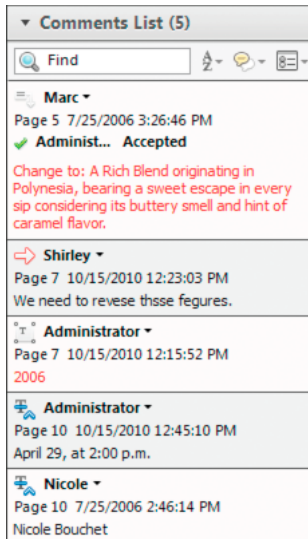 Comments List (5)
Find
Marc
Page 5 7/25/2006 3:26:46 PM
Administ... Accepted
Change to: A Rich Blend originating in
Polynesia, bearing a sweet escape in every
sip considering its buttery smell and hint of
caramel flavor.
Shirley
Page 7 10/15/2010 12:23:03 PM
We need to revese thsse fegures.
Administrator
Page 7 10/15/2010 12:15:52 PM
2006
Administrator
Page 10 10/15/2010 12:45:10 PM
April 29, at 2:00 p.m.
Nicole
Page 10 7/25/2006 2:46:14 PM
Nicole Bouchet